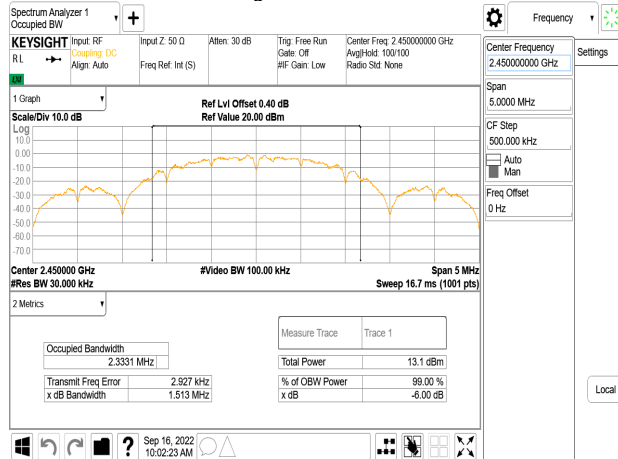 Spectrum Analyzer 1
Occupied BW
+
Frequency
KEYSIGHT
Input: RF
Input Z: 50 Ω
Atten: 30 dB
Trig: Free Run
Center Freq: 2.450000000 GHz
RL
Coupling: DC
Gate: Off
Avg|Hold: 100/100
Align: Auto
Freq Ref: Int (S)
#IF Gain: Low
Radio Std: None
Center Frequency
2.450000000 GHz
Settings
Span
5.0000 MHz
CF Step
500.000 kHz
Auto
Man
Freq Offset
0 Hz
Local
1 Graph
Ref Lvl Offset 0.40 dB
Scale/Div 10.0 dB
Ref Value 20.00 dBm
Log
10.0
0.00
-10.0
-20.0
-30.0
-40.0
-50.0
-60.0
-70.0
Center 2.450000 GHz
#Video BW 100.00 kHz
Span 5 MHz
#Res BW 30.000 kHz
Sweep 16.7 ms (1001 pts)
2 Metrics
Measure Trace
Trace 1
Occupied Bandwidth
2.3331 MHz
Total Power
13.1 dBm
Transmit Freq Error
2.927 kHz
% of OBW Power
99.00 %
x dB Bandwidth
1.513 MHz
x dB
-6.00 dB
?
Sep 16, 2022
10:02:23 AM